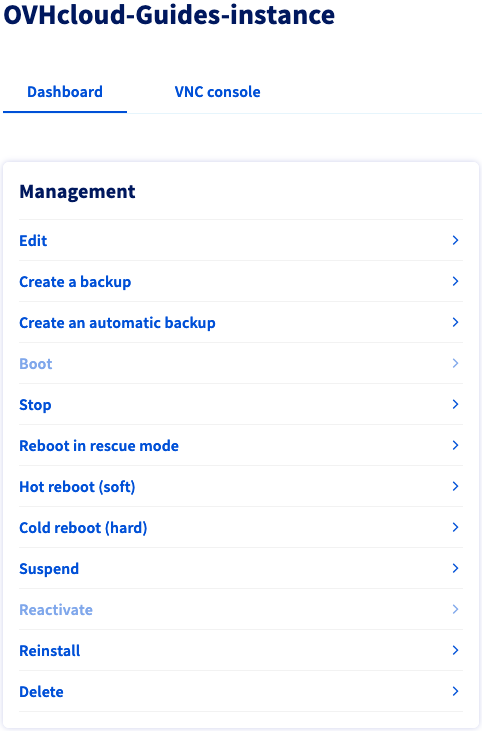 OVHcloud-Guides-instance
Dashboard VNC console
Management
Edit
Create a backup
Create an automatic backup
Boot
Stop
Reboot in rescue mode
Hot reboot (soft)
Cold reboot (hard)
Suspend
Reactivate
Reinstall
Delete